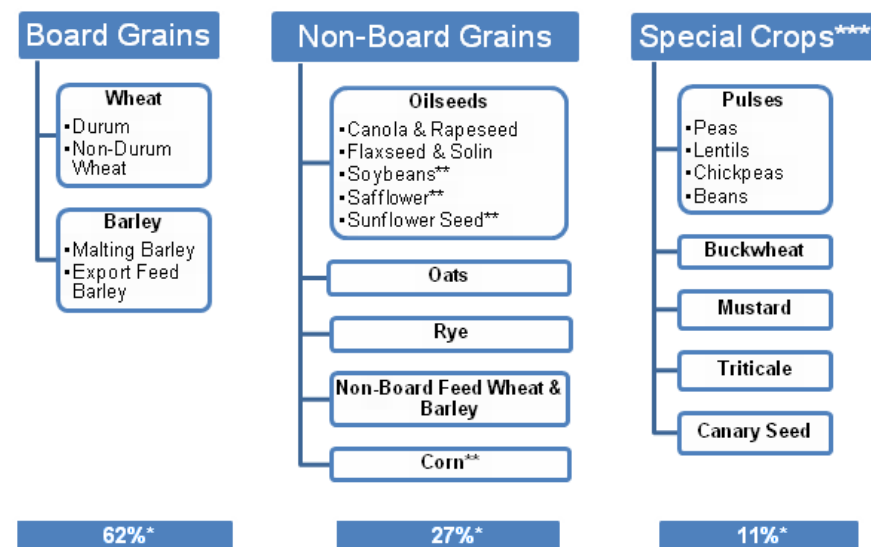 Board Grains
Wheat
▪Durum
▪Non-Durum
Wheat
Barley
▪Malting Barley
▪Export Feed
Barley
62%*
Non-Board Grains
Oilseeds
▪Canola & Rapeseed
▪Flaxseed & Solin
▪Soybeans**
▪Safflower**
▪Sunflower Seed**
Oats
Rye
Non-Board Feed Wheat &
Barley
Corn**
27%*
Special Crops***
Pulses
▪Peas
▪Lentils
▪Chickpeas
▪Beans
Buckwheat
Mustard
Triticale
Canary Seed
11%*